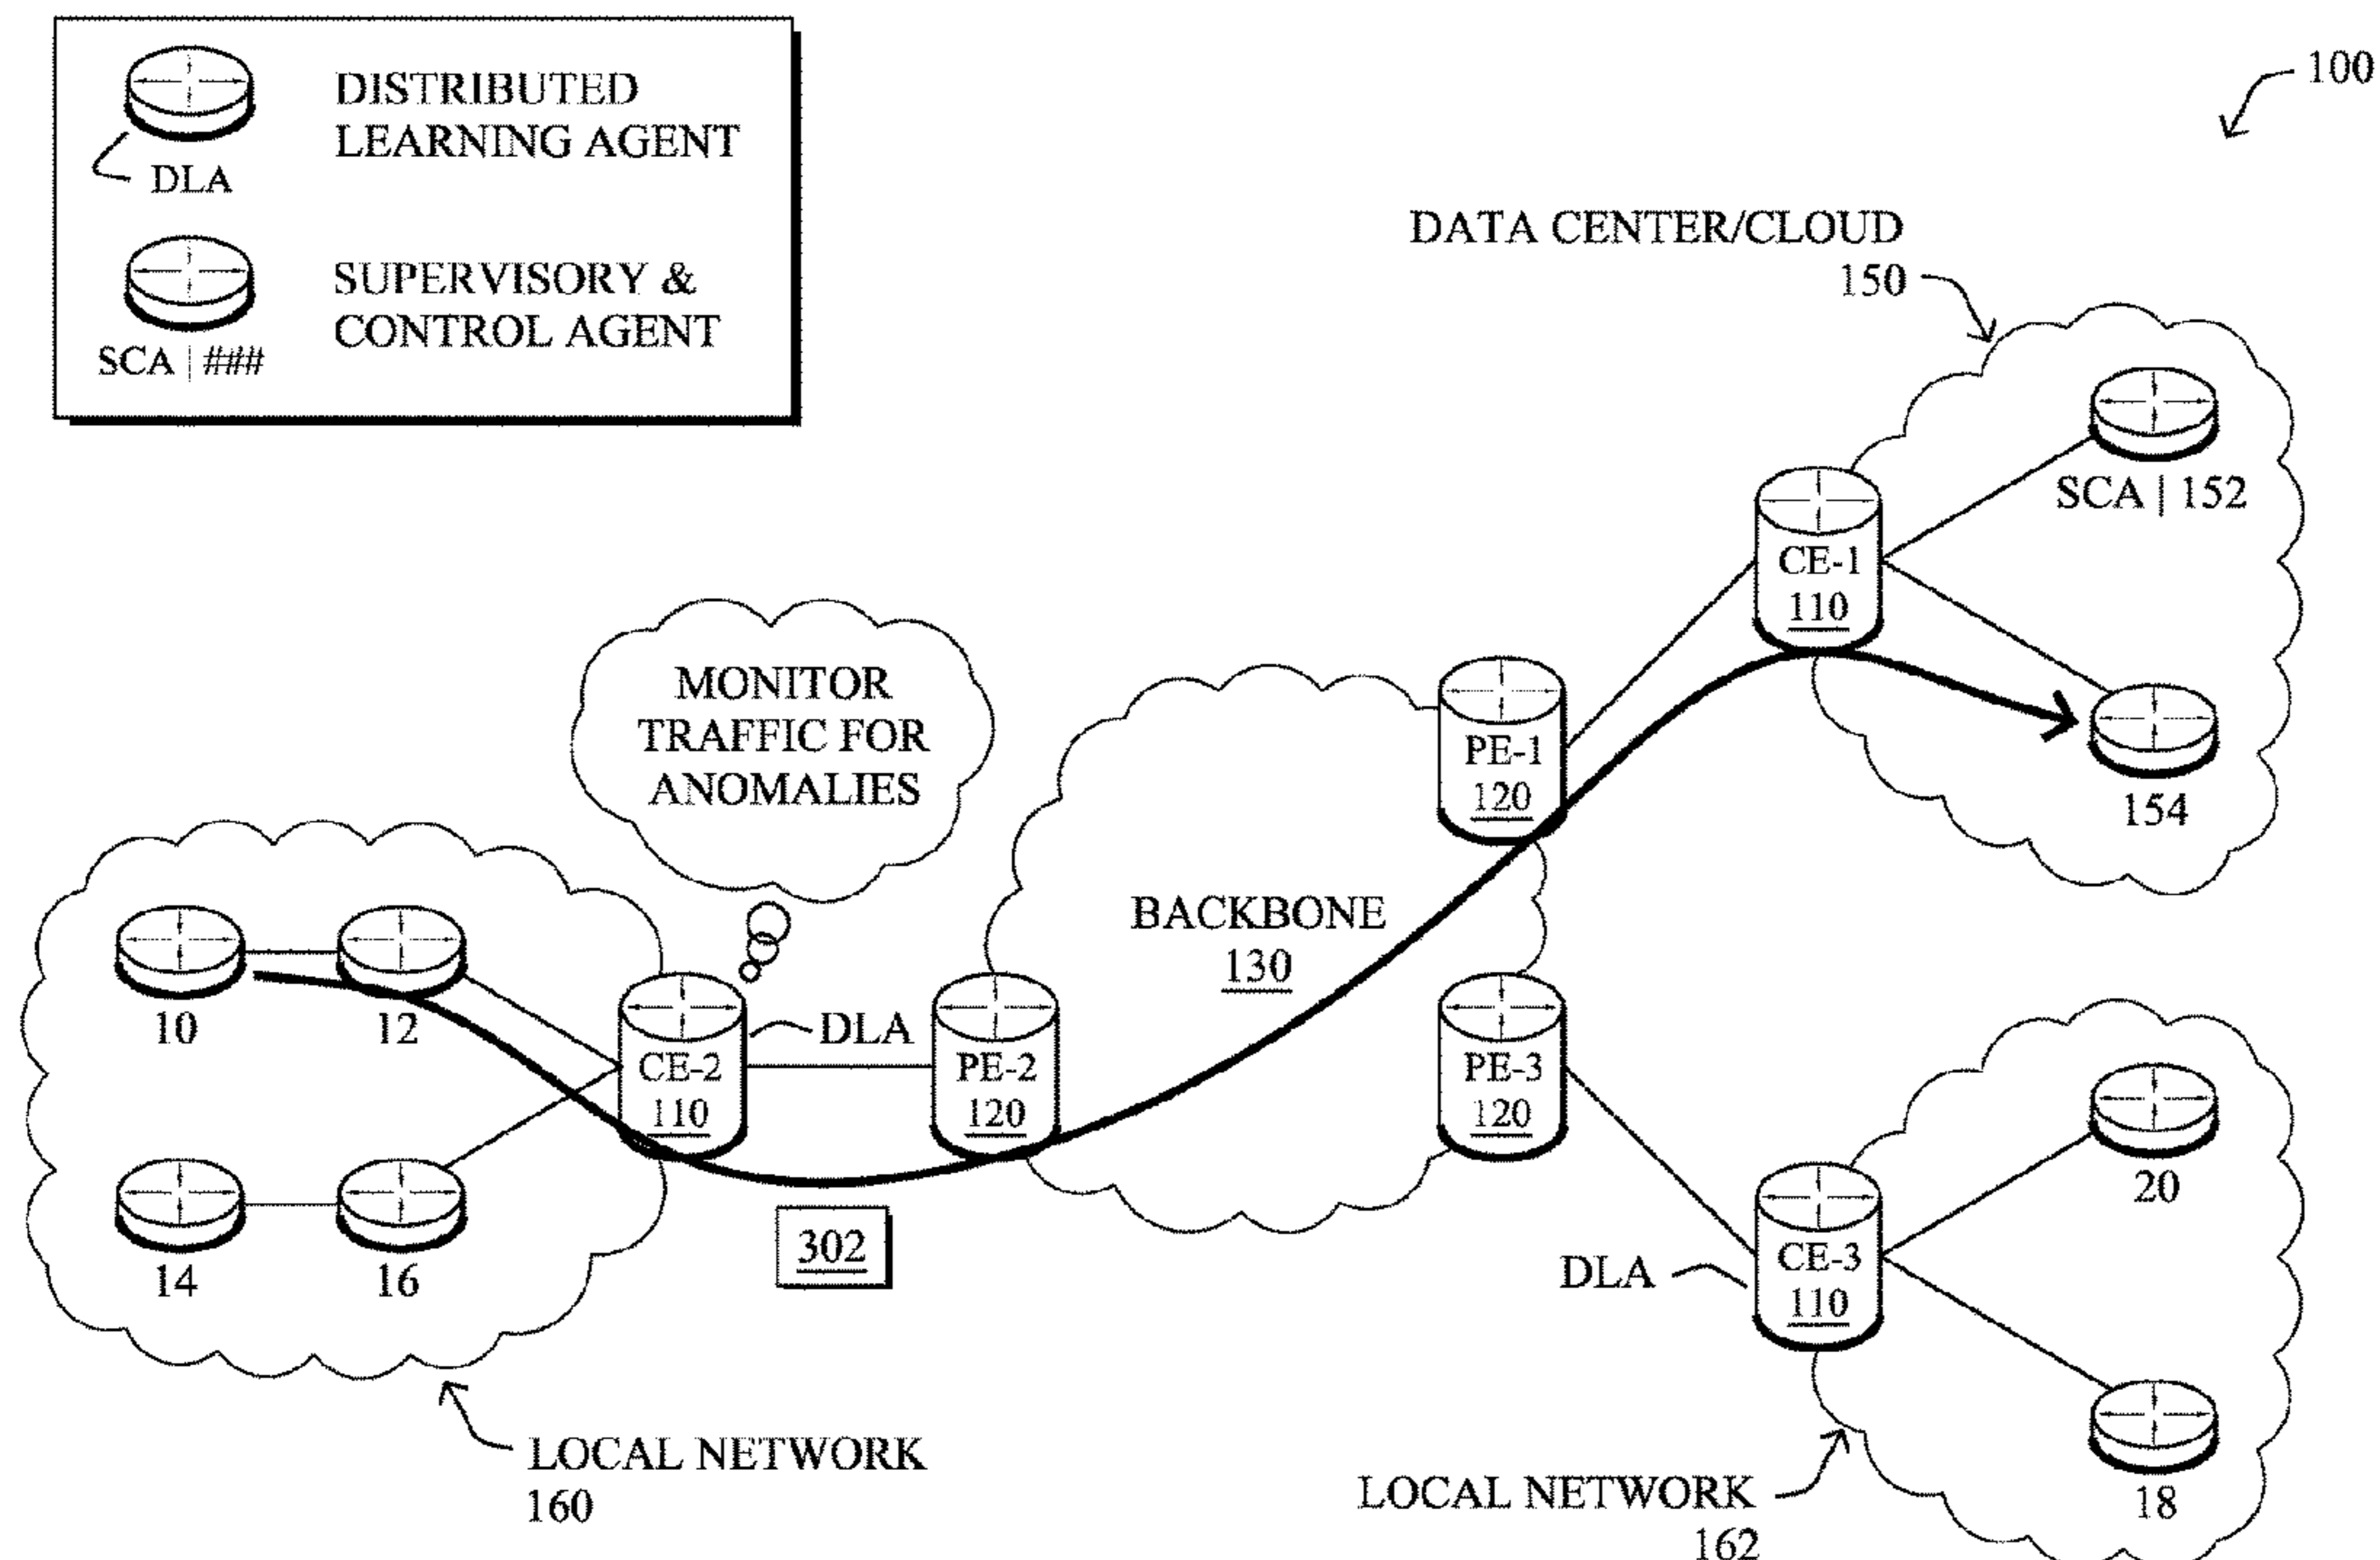 DISTRIBUTED
LEARNING AGENT
DLA
SUPERVISORY &
CONTROL AGENT
SCA | ###
100
DATA CENTER/CLOUD
150
SCA | 152
CE-1
110
154
PE-1
120
MONITOR
TRAFFIC FOR
ANOMALIES
BACKBONE
130
10
12
DLA
CE-2
110
PE-2
120
PE-3
120
14
16
302
20
DLA
CE-3
110
18
LOCAL NETWORK
160
LOCAL NETWORK
162